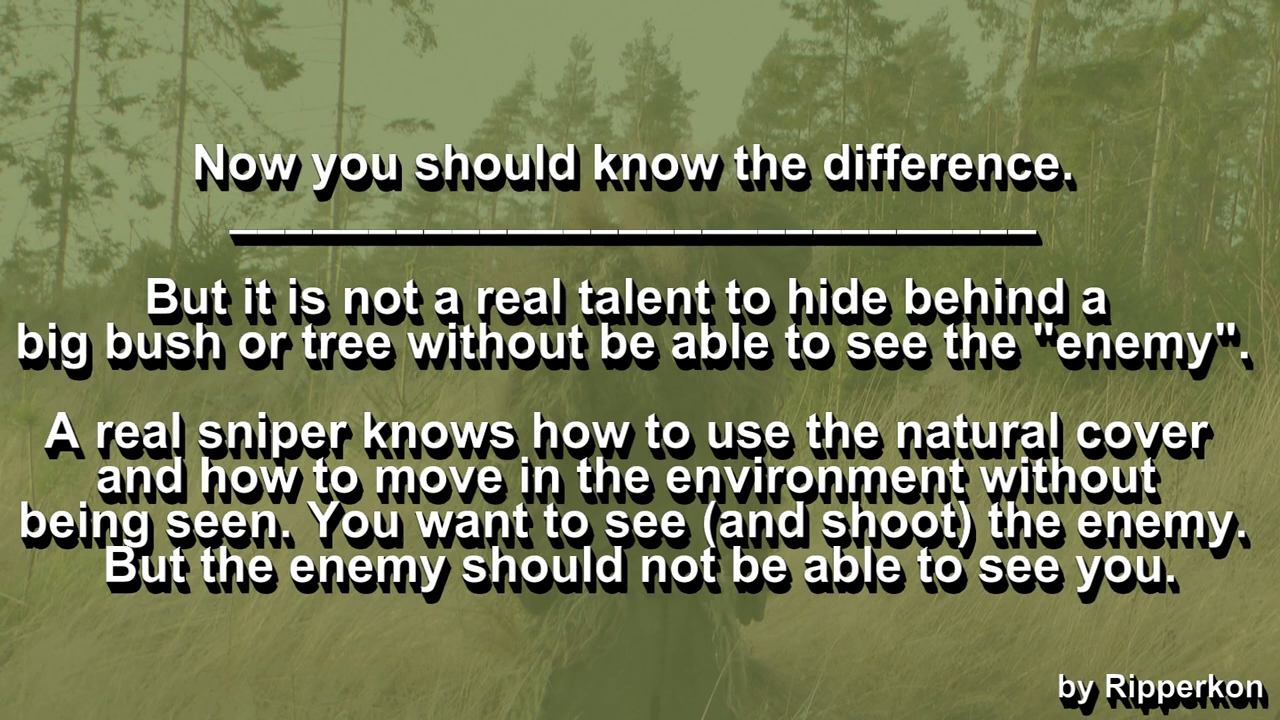 Now you should know the difference.
But it is not a real talent to hide behind a
big bush or tree without be able to see the "enemy".
A real sniper knows how to use the natural cover
and how to move in the environment without
being seen. You want to see (and shoot) the enemy.
But the enemy should not be able to see you.
by Ripperkon